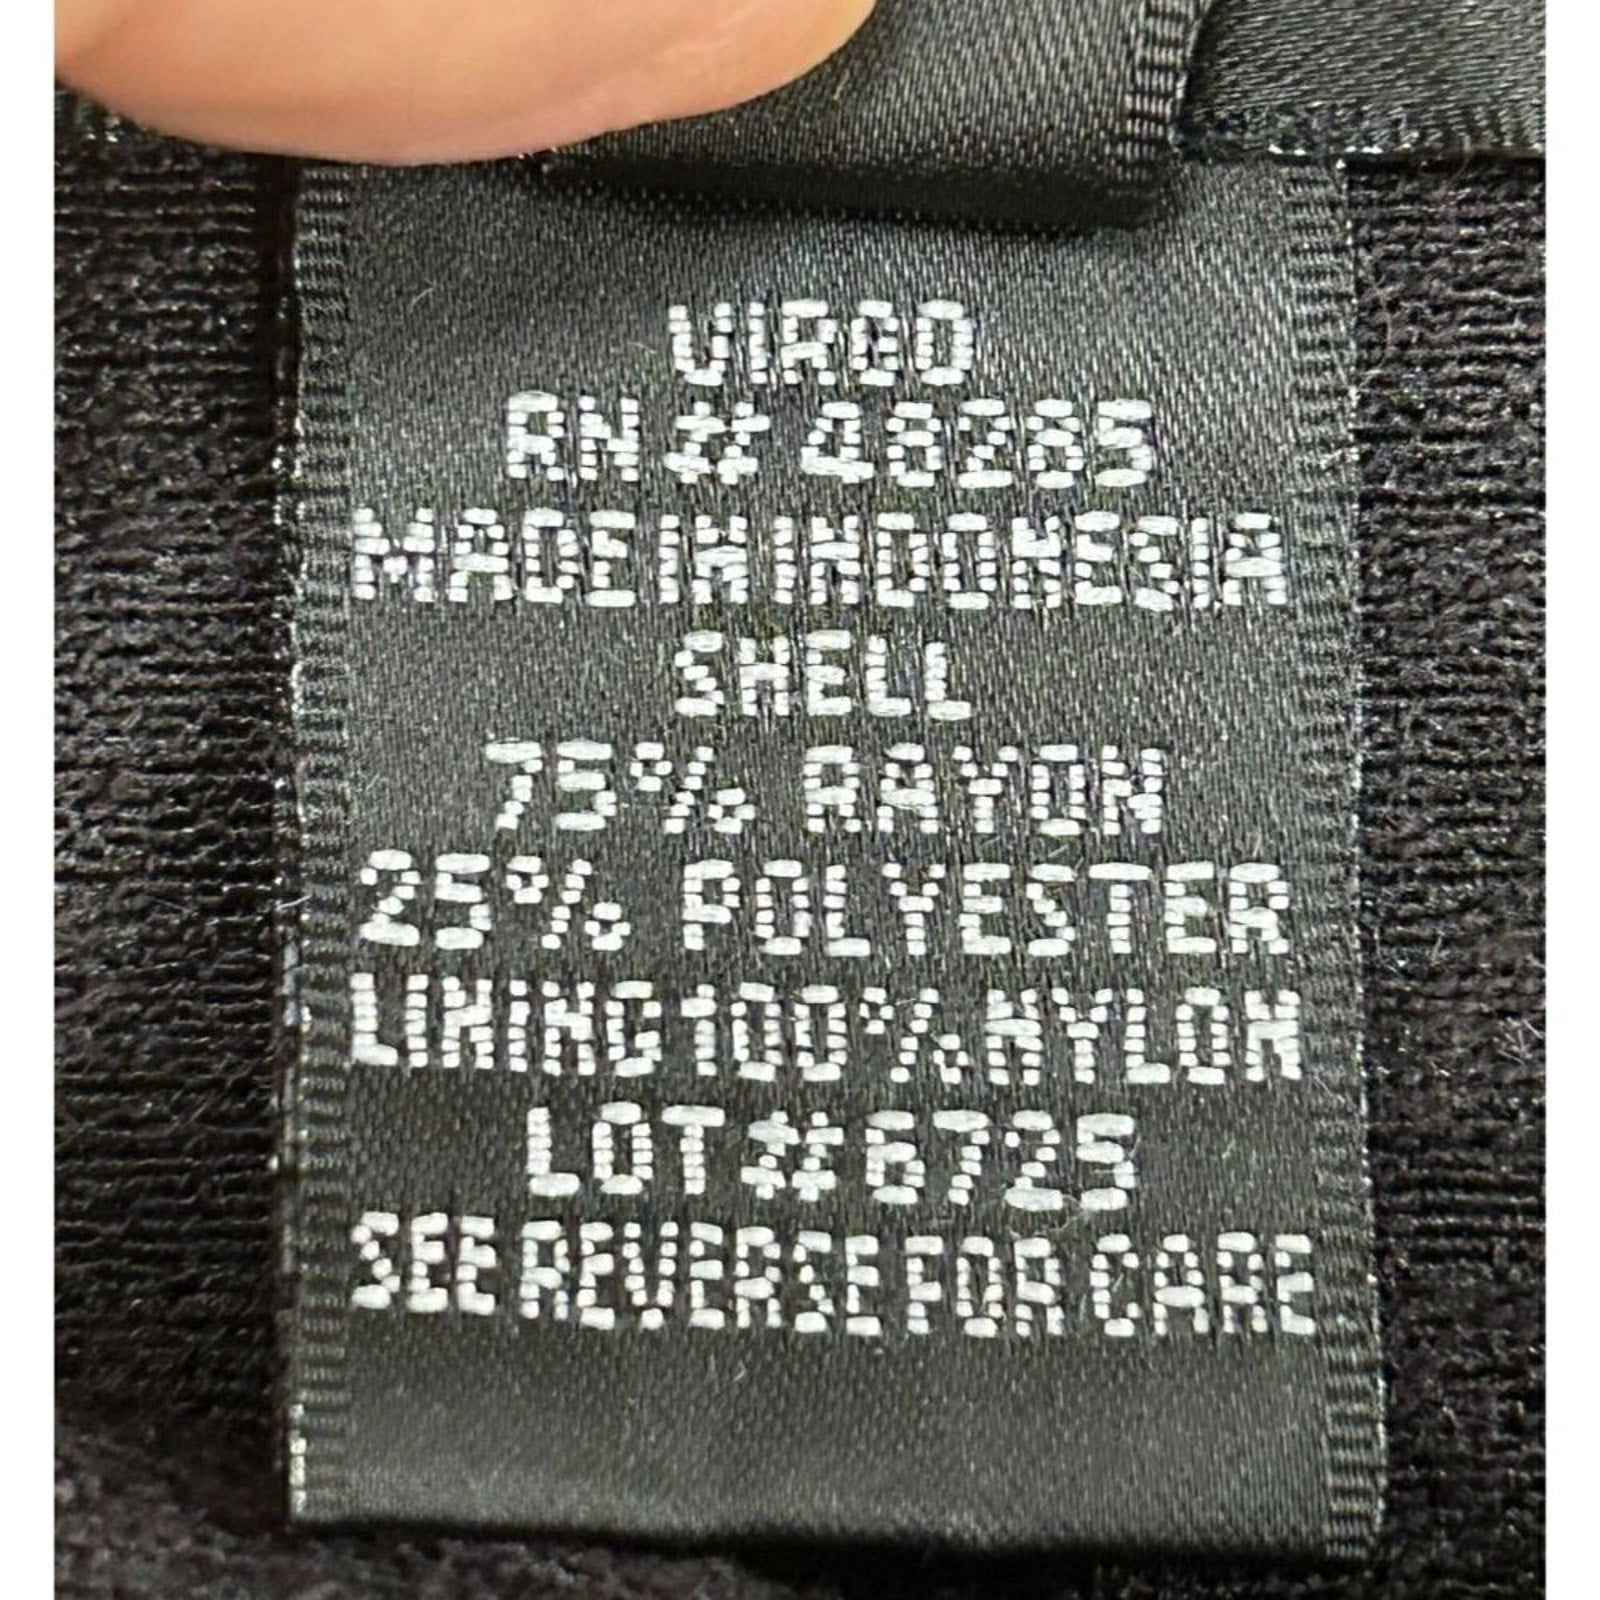 VIRGO
RN# 40285
MADE IN INDONESIA
SHELL
75% RAYON
25% POLYESTER
LINING 100% NYLON
LOT#6725
SEE REVERSE FOR CARE